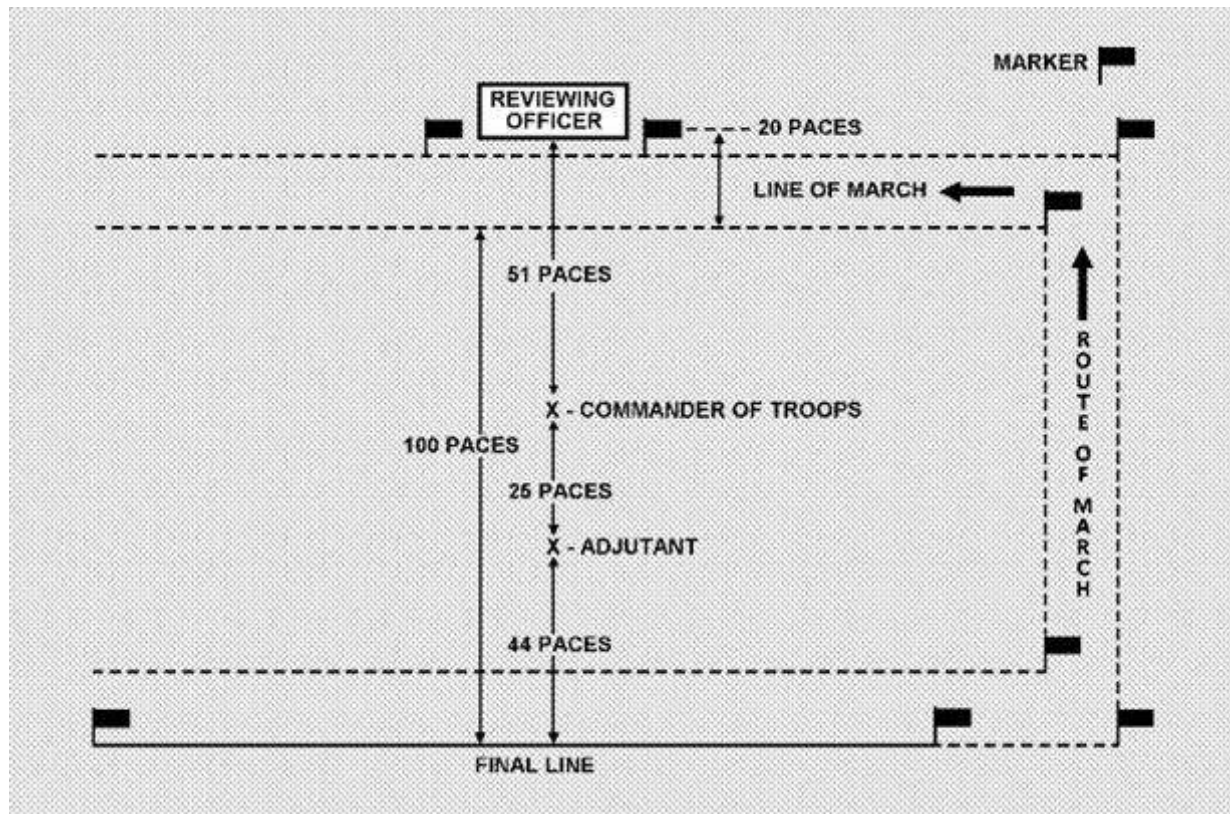 MARKER
REVIEWING
OFFICER
20 PACES
LINE OF MARCH
51 PACES
X - COMMANDER OF TROOPS
100 PACES
25 PACES
X - ADJUTANT
44 PACES
ROUTE OF MARCH
FINAL LINE